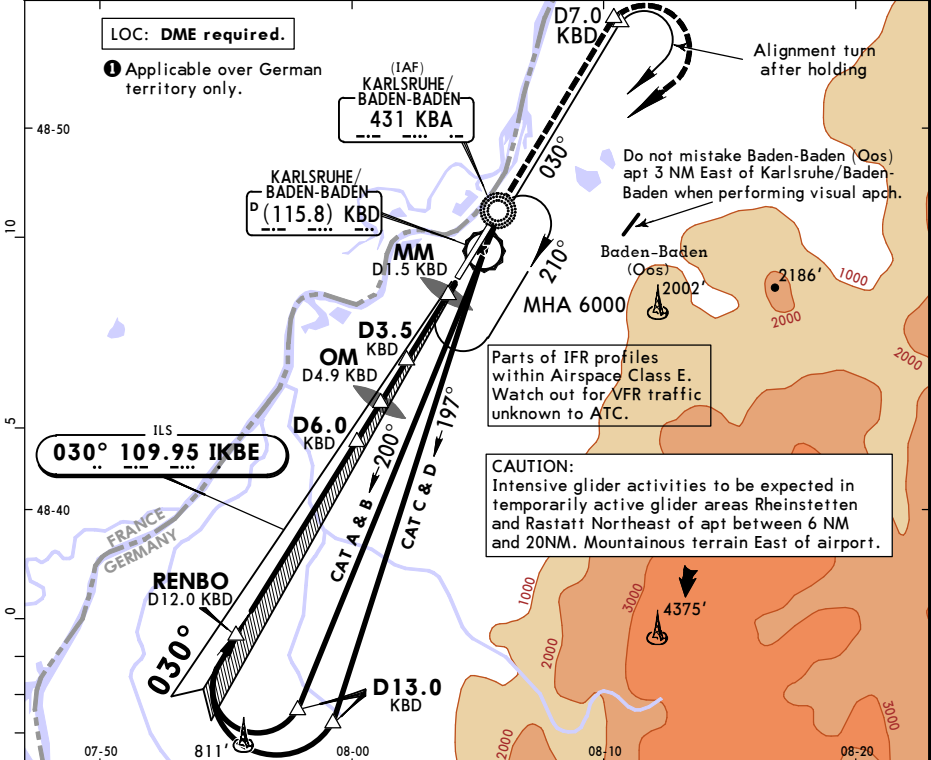 D7.0
KBD
LOC: DME required.
1 Applicable over German
territory only.
Alignment turn
after holding
(IAF)
KARLSRUHE/
BADEN-BADEN
431 KBA
48-50
030°
Do not mistake Baden-Baden (Oos)
apt 3 NM East of Karlsruhe/Baden-
Baden when performing visual apch.
KARLSRUHE/
BADEN-BADEN
D (115.8) KBD
10
MM
D1.5 KBD
210°
Baden-Baden
(Oos)
2002'
2186'
1000
2000
MHA 6000
D3.5
KBD
OM
D4.9 KBD
2000
Parts of IFR profiles
within Airspace Class E.
Watch out for VFR traffic
unknown to ATC.
5
D6.0
KBD
197°
200°
ILS
030° 109.95 IKBE
CAUTION:
Intensive glider activities to be expected in
temporarily active glider areas Rheinstetten
and Rastatt Northeast of apt between 6 NM
and 20NM. Mountainous terrain East of airport.
48-40
FRANCE
GERMANY
CAT A & B
CAT C & D
RENBO
D12.0 KBD
0
1000
3000
4375'
2000
030°
D13.0
KBD
3000
2000
811'
07-50
08-00
08-10
08-20